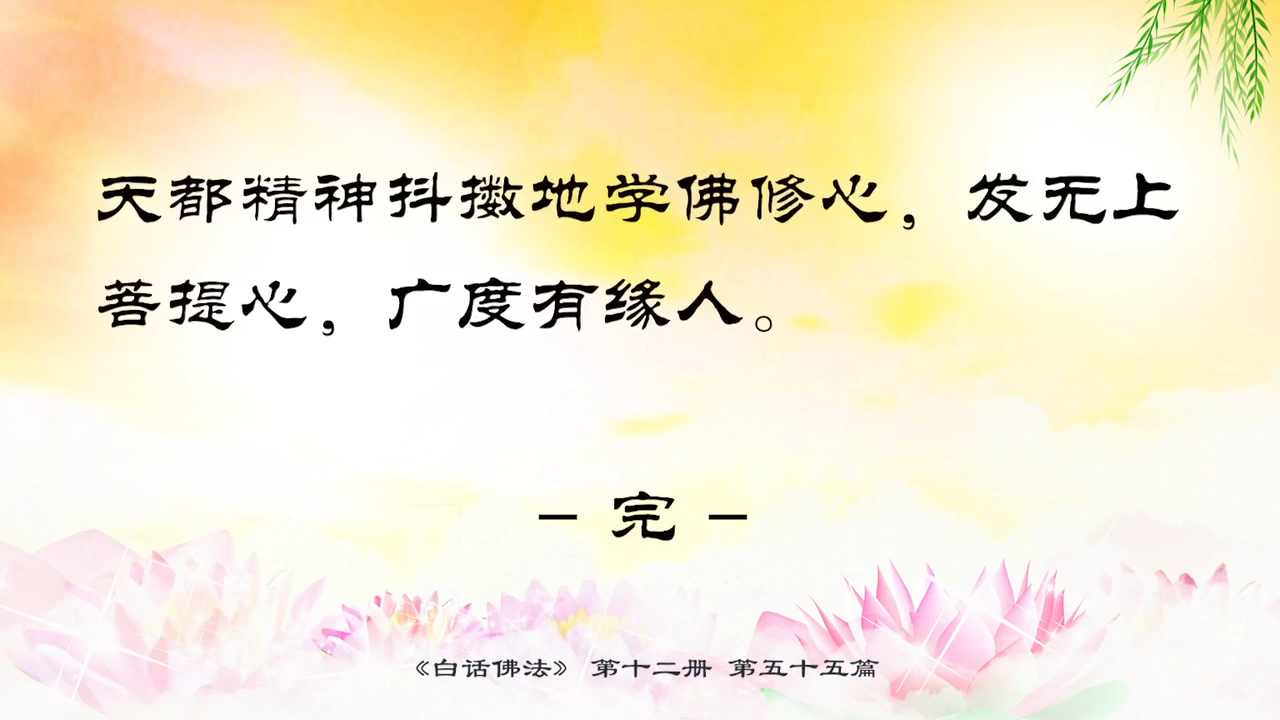 天都精神抖擞地学佛修心，发无上
菩提心，广度有缘人。
－ 完 －
《白话佛法》 第十二册 第五十五篇